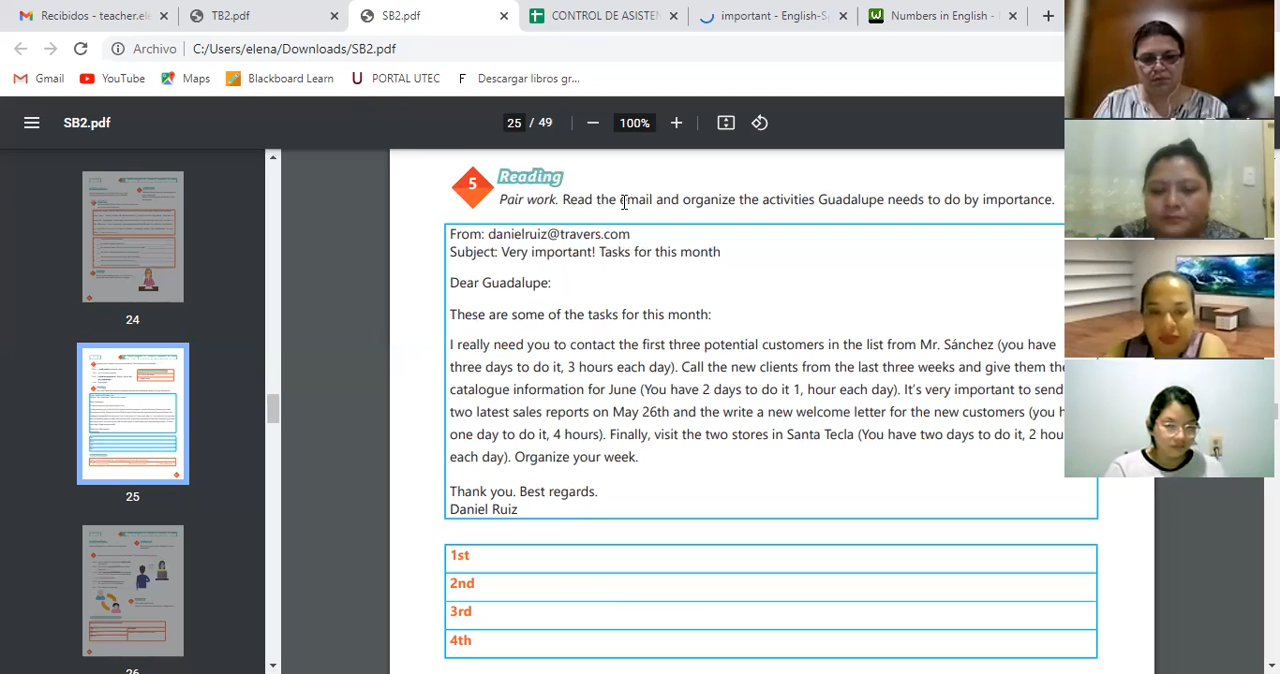 Recibidos - teacher.el
TB2.pdf
SB2.pdf
CONTROL DE ASISTEN
important - English-S
Numbers in English -
Archivo
C:/Users/elena/Downloads/SB2.pdf
Gmail
YouTube
Maps
Blackboard Learn
PORTAL UTEC
Descargar libros gr...
SB2.pdf
25 / 49
100%
24
25
26
5
Reading
Pair work. Read the email and organize the activities Guadalupe needs to do by importance.
From: danielruiz@travers.com
Subject: Very important! Tasks for this month
Dear Guadalupe:
These are some of the tasks for this month:
I really need you to contact the first three potential customers in the list from Mr. Sánchez (you have
three days to do it, 3 hours each day). Call the new clients from the last three weeks and give them the
catalogue information for June (You have 2 days to do it 1 hour each day). It's very important to send
two latest sales reports on May 26th and the write a new welcome letter for the new customers (you h
one day to do it, 4 hours). Finally, visit the two stores in Santa Tecla (You have two days to do it, 2 hou
each day). Organize your week.
Thank you. Best regards.
Daniel Ruiz
1st
2nd
3rd
4th